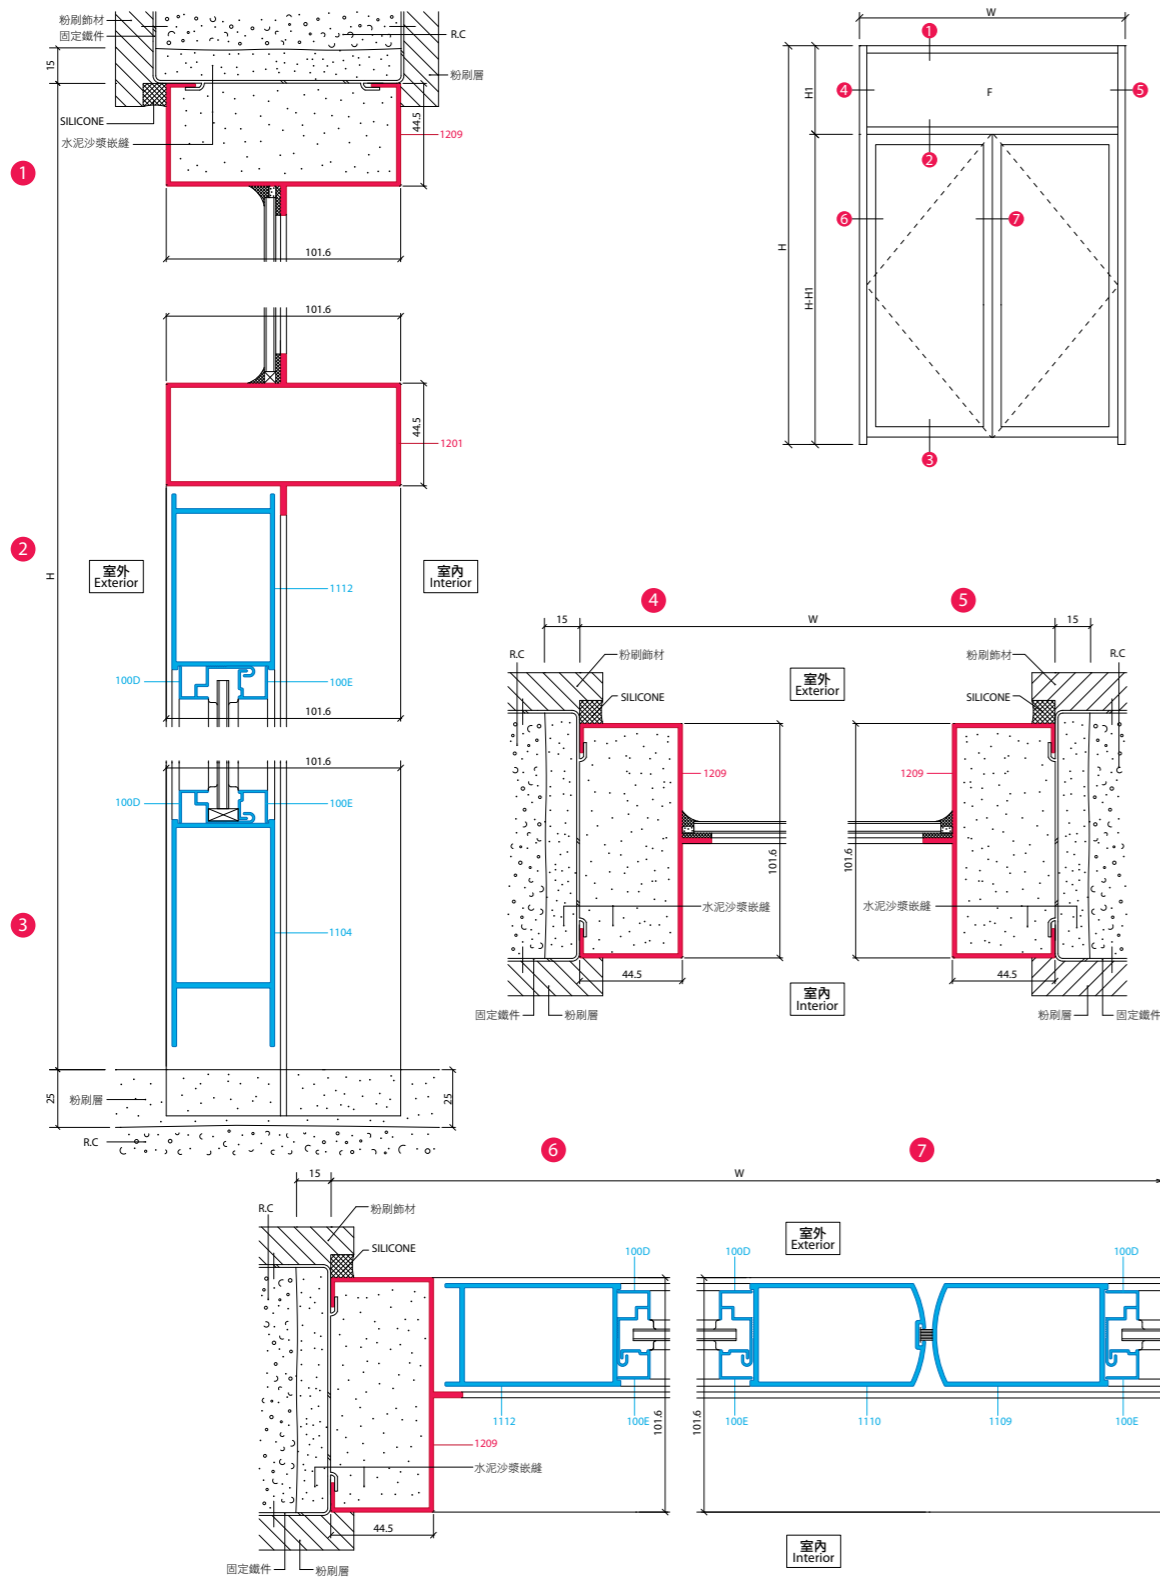 粉刷飾材
固定鐵件
15
R.C
粉刷層
SILICONE
水泥沙漿嵌縫
44.5
1209
1
101.6
W
1
4
F
5
H1
2
6
7
H
H-H1
3
101.6
44.5
1201
2
H
室外
Exterior
室內
Interior
1112
100D
100E
101.6
101.6
100D
100E
3
1104
25
粉刷層
25
R.C
4
5
15
W
15
R.C
粉刷飾材
粉刷飾材
R.C
室外
Exterior
SILICONE
SILICONE
1209
1209
101.6
101.6
水泥沙漿嵌縫
水泥沙漿嵌縫
44.5
44.5
室內
Interior
固定鐵件
粉刷層
粉刷層
固定鐵件
6
7
15
W
R.C
粉刷飾材
SILICONE
室外
Exterior
100D
100D
100D
101.6
101.6
1112
100E
100E
1110
1109
100E
1209
水泥沙漿嵌縫
44.5
室內
Interior
固定鐵件
粉刷層